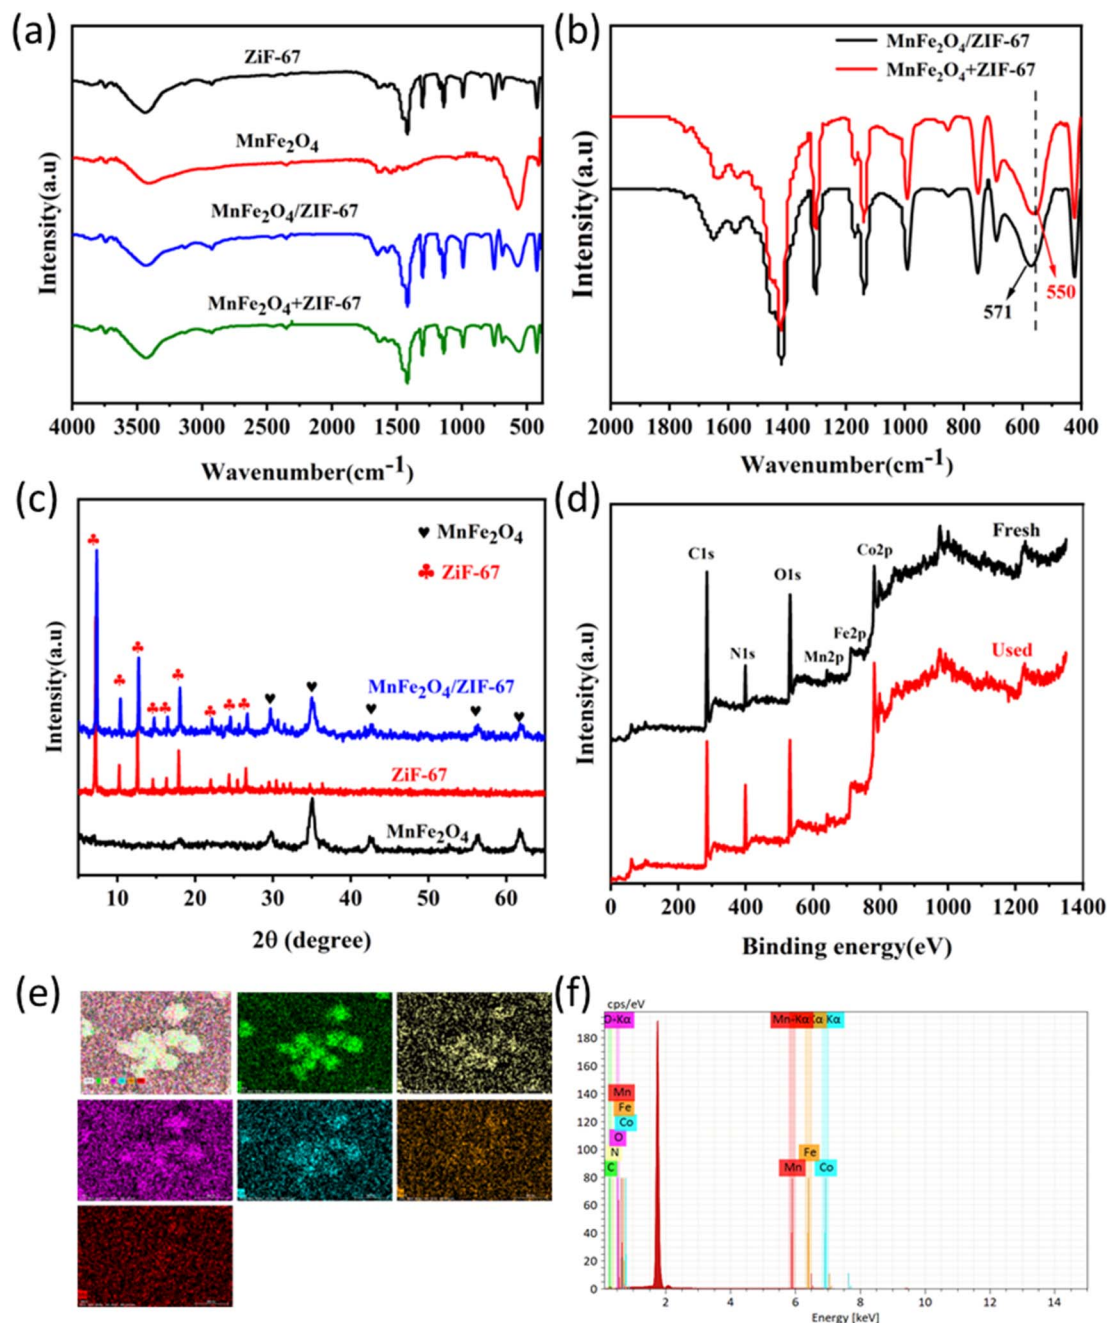 (a)
ZiF-67
MnFe2O4
MnFe2O4/ZIF-67
MnFe2O4+ZIF-67
Intensity(a.u)
4000 3500 3000 2500 2000 1500 1000 500
Wavenumber(cm-1)
(b)
MnFe2O4/ZIF-67
MnFe2O4+ZIF-67
571
550
Intensity(a.u)
2000 1800 1600 1400 1200 1000 800 600 400
Wavenumber(cm-1)
(c)
♥ MnFe2O4
♣ ZiF-67
MnFe2O4/ZIF-67
ZiF-67
MnFe2O4
Intensity(a.u)
10 20 30 40 50 60
2θ (degree)
(d)
Fresh
C1s
O1s
N1s
Mn2p
Fe2p
Co2p
Used
Intensity(a.u)
0 200 400 600 800 1000 1200 1400
Binding energy(eV)
(e)
(f)
cps/eV
O-Kα Mn-Kα Kα Kα
180
160
140
120
100
80
60
40
20
0
Mn
Fe
Co
O
N
C
Mn
Fe
Co
2 4 6 8 10 12 14
Energy [keV]